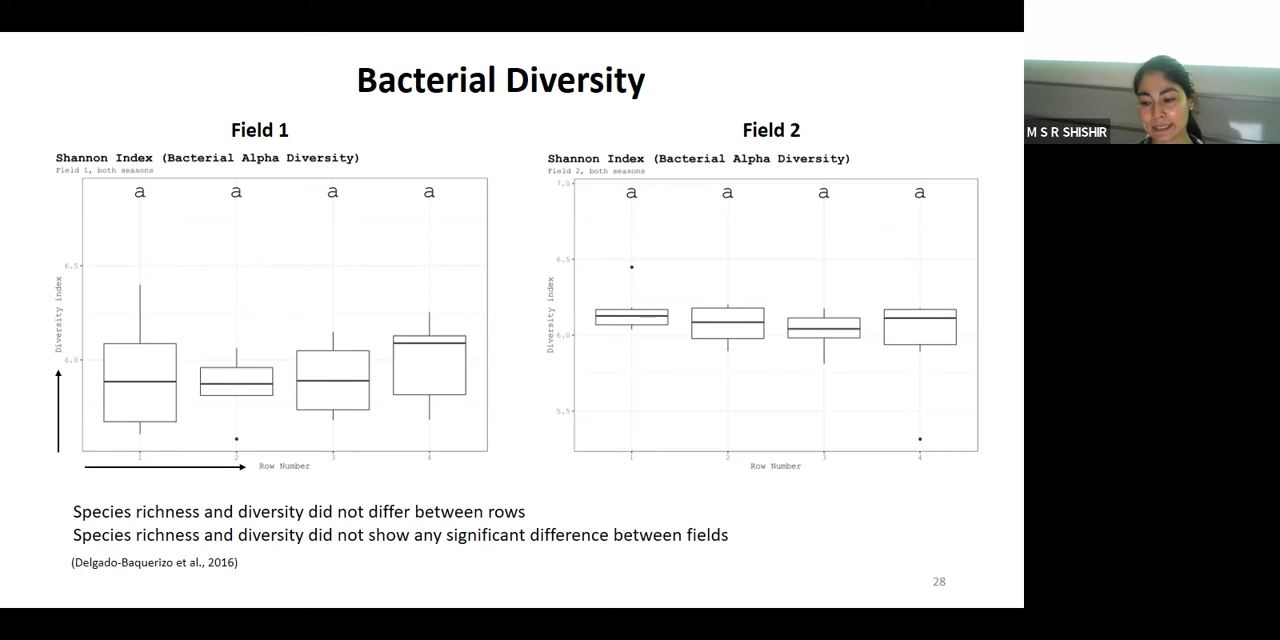 Bacterial Diversity
Field 1
Shannon Index (Bacterial Alpha Diversity)
Field 1, both seasons
a a a a
6.5
6.0
Diversity index
1 2 3 4
Row Number
Field 2
Shannon Index (Bacterial Alpha Diversity)
Field 2, both seasons
a a a a
7.0
6.5
6.0
5.5
Diversity index
1 2 3 4
Row Number
Species richness and diversity did not differ between rows
Species richness and diversity did not show any significant difference between fields
(Delgado-Baquerizo et al., 2016)
28
M S R SHISHIR